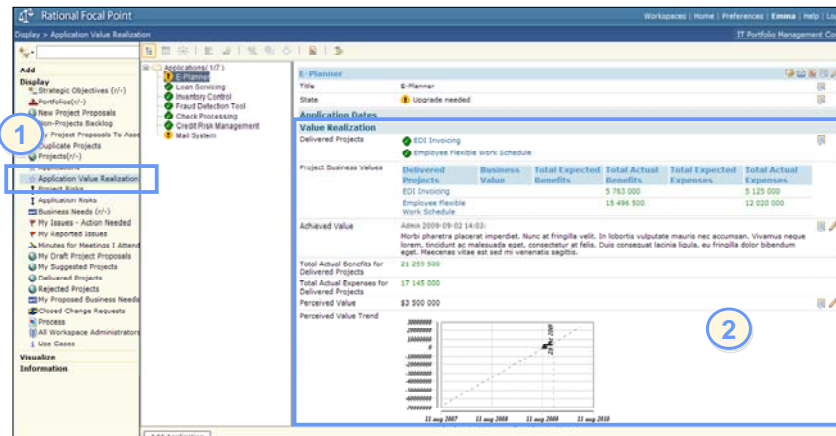 Rational Focal Point
Workspaces | Home | Preferences | Emma | Help | Lo
Display > Application Value Realization
IT Portfolio Management Co
Add
Display
Strategic Objectives (r/-)
Portfolios(r/-)
New Project Proposals
Non-Projects Backlog
My Project Proposals To Asse
Duplicate Projects
Projects(r/-)
Applications
Application Value Realization
Project Risks
Application Risks
Business Needs (r/-)
My Issues - Action Needed
My Reported Issues
Minutes for Meetings I Attend
My Draft Project Proposals
My Suggested Projects
Delivered Projects
Rejected Projects
My Proposed Business Needs
Closed Change Requests
Process
All Workspace Administrators
Use Cases
Visualize
Information
1
Applications( 1/7 )
E-Planner
Loan Servicing
Inventory Control
Fraud Detection Tool
Check Processing
Credit Risk Management
Mail System
Add Application
E-Planner
Title E-Planner
State Upgrade needed
Application Dates
Value Realization
Delivered Projects EDI Invoicing
Employee Flexible Work Schedule
Project Business Values
Delivered Projects Business Value Total Expected Benefits Total Actual Benefits Total Expected Expenses Total Actual Expenses
EDI Invoicing 5 763 000 5 125 000
Employee Flexible Work Schedule 15 496 500 12 020 000
Achieved Value Admin 2009-09-02 14:03:
Morbi pharetra placerat imperdiet. Nunc at fringilla velit. In lobortis vulputate mauris nec accumsan. Vivamus neque
lorem, tincidunt ac malesuada eget, consectetur at felis. Duis consequat lacinia ligula, eu fringilla dolor bibendum
eget. Maecenas vitae est sed mi venenatis sagittis.
Total Actual Benefits for Delivered Projects 21 259 500
Total Actual Expenses for Delivered Projects 17 145 000
Perceived Value $3 500 000
Perceived Value Trend
2
11 aug 2007 11 aug 2008 11 aug 2009 11 aug 2010